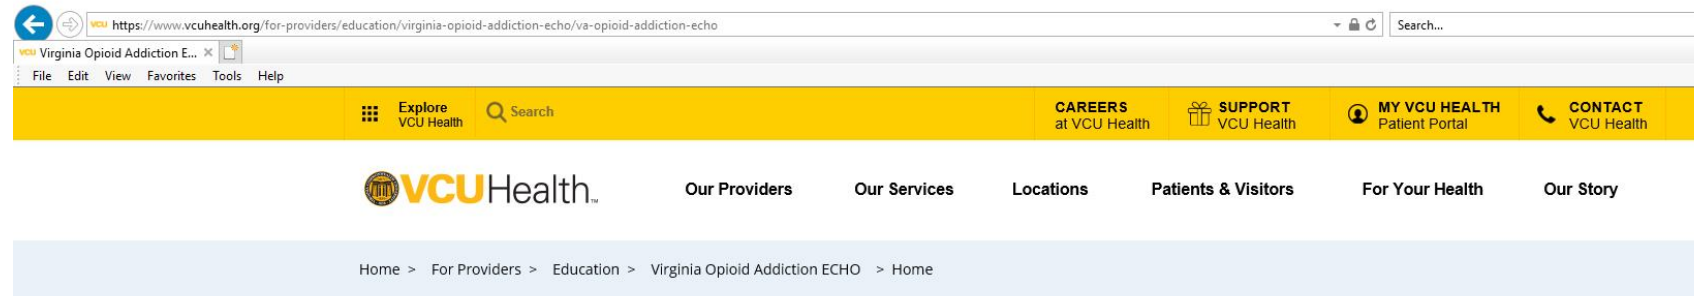 vcu https://www.vcuhealth.org/for-providers/education/virginia-opioid-addiction-echo/va-opioid-addiction-echo Search...
vcu Virginia Opioid Addiction E...
File Edit View Favorites Tools Help
Explore Search CAREERS SUPPORT MY VCU HEALTH CONTACT
VCU Health at VCU Health VCU Health Patient Portal VCU Health
VCUHealth™ Our Providers Our Services Locations Patients & Visitors For Your Health Our Story
Home > For Providers > Education > Virginia Opioid Addiction ECHO > Home